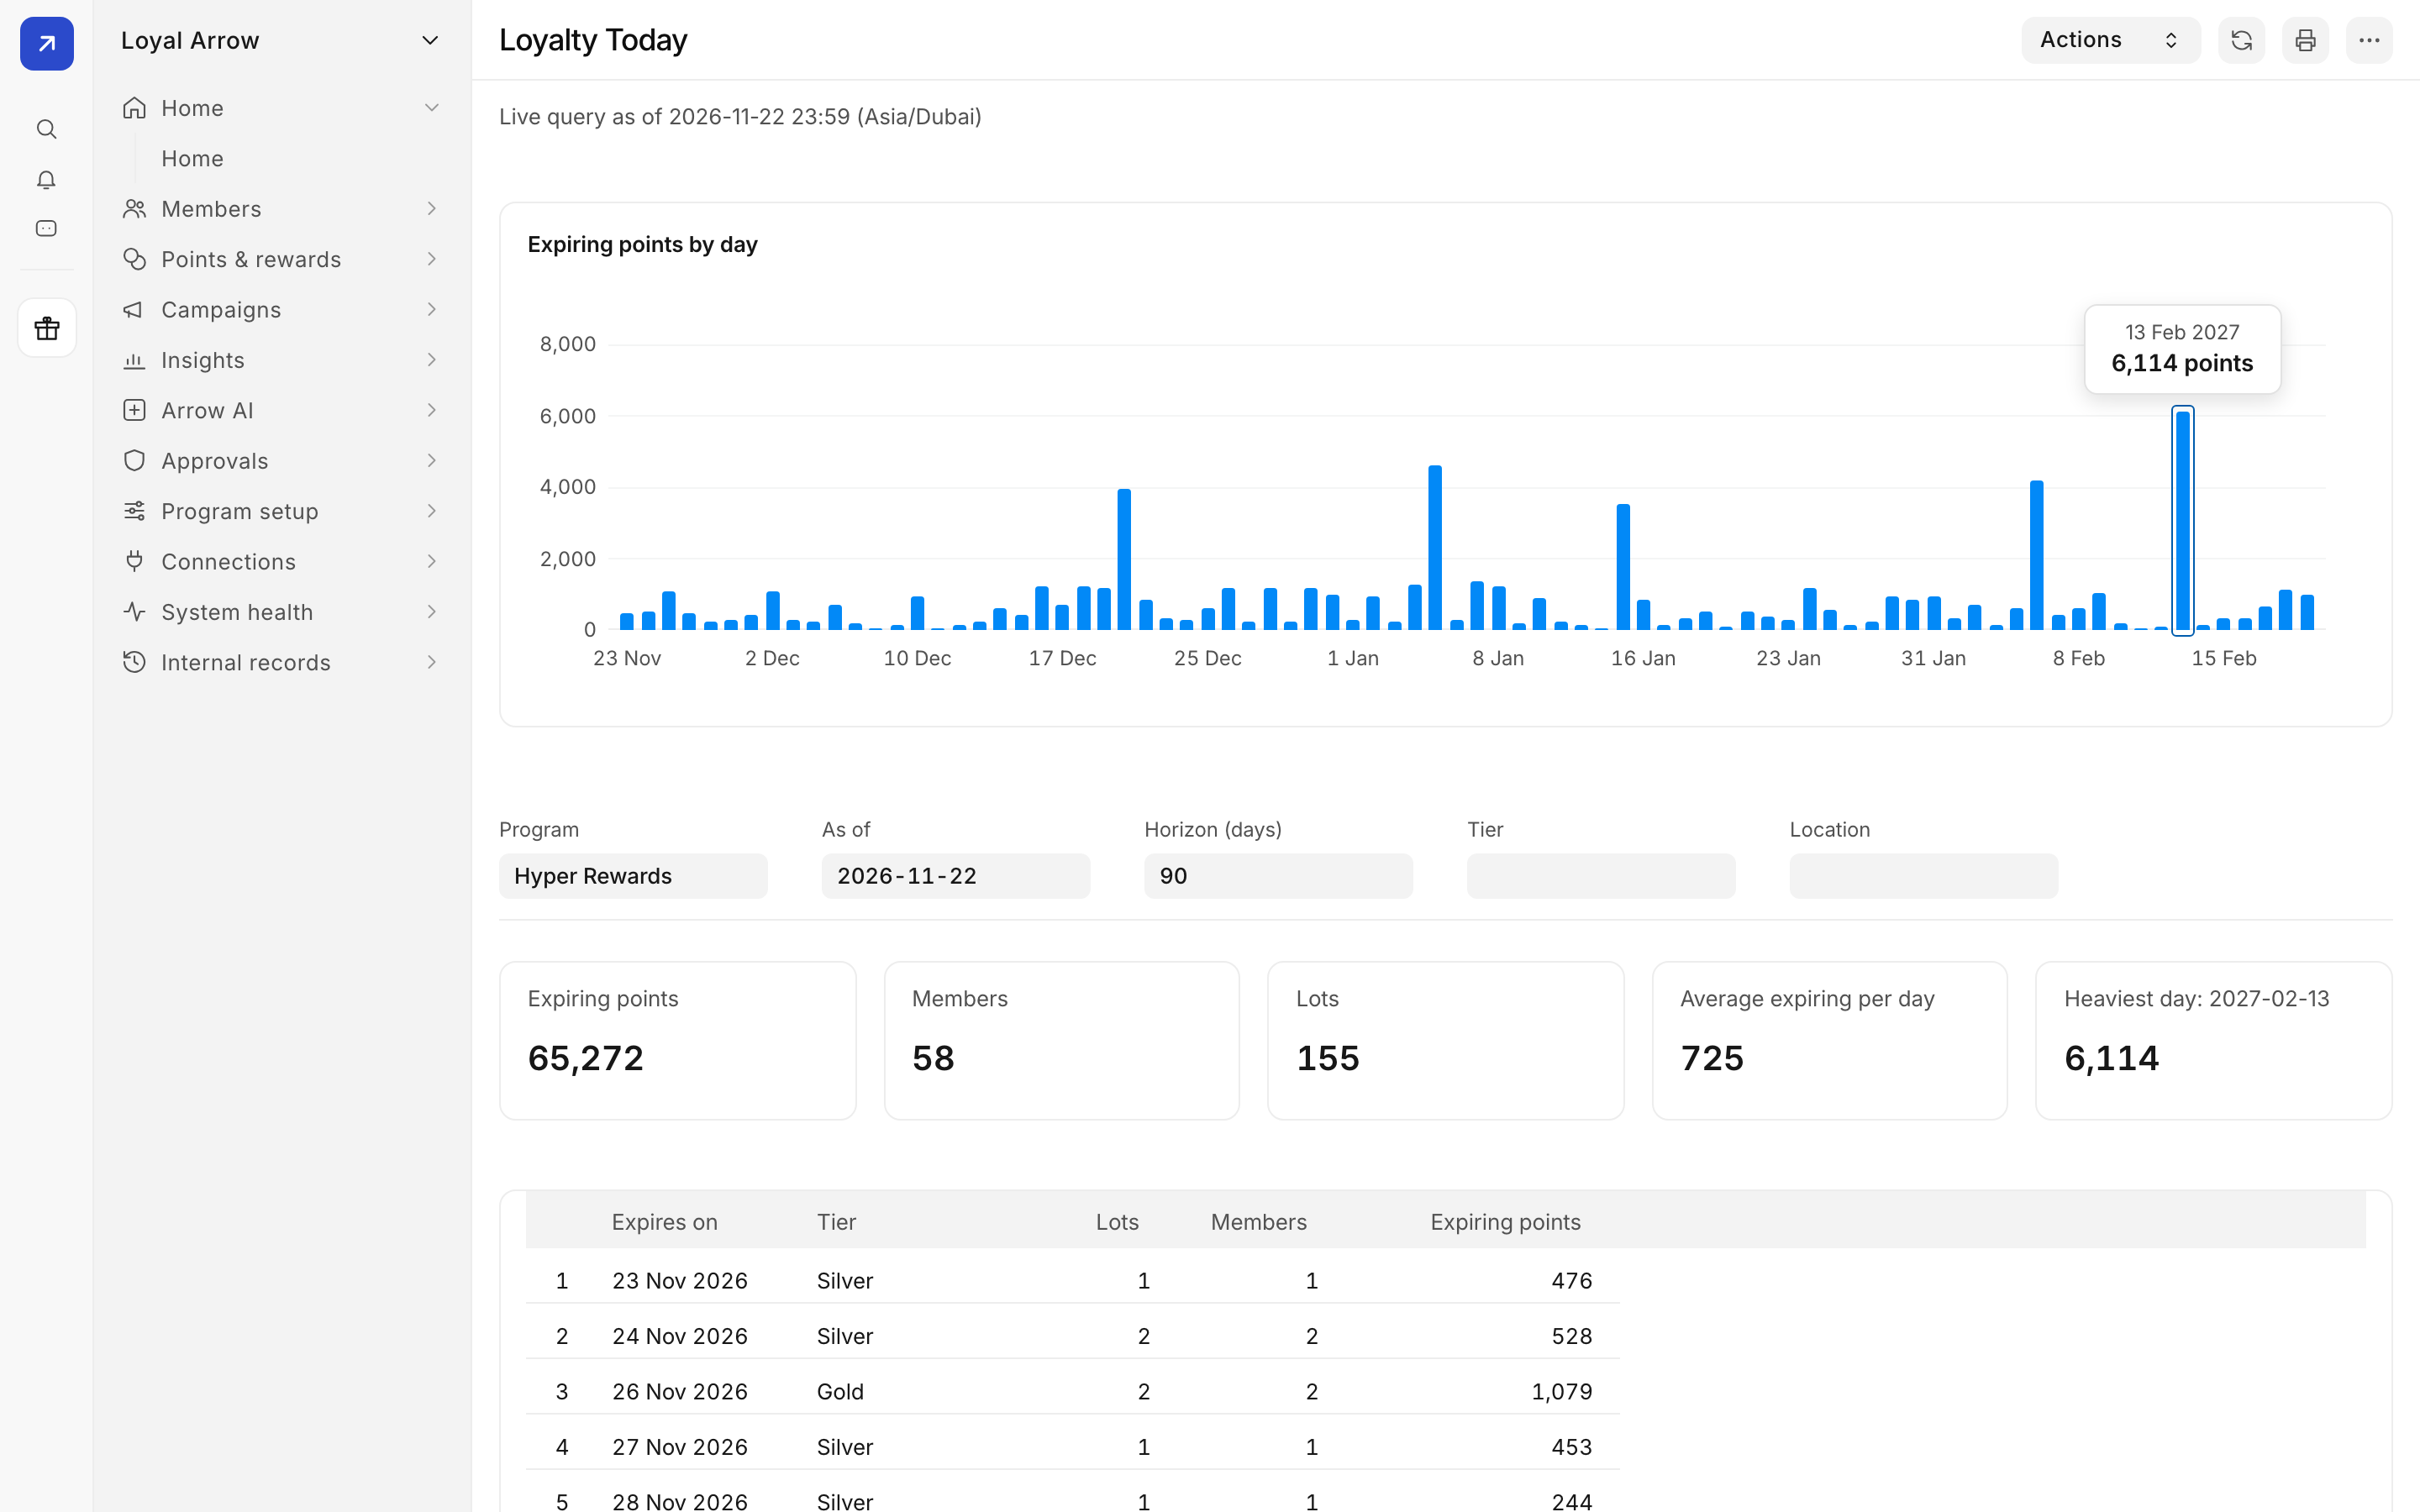 Loyal Arrow
Home
Home
Members
Points & rewards
Campaigns
Insights
Arrow AI
Approvals
Program setup
Connections
System health
Internal records
Loyalty Today
Actions
Live query as of 2026-11-22 23:59 (Asia/Dubai)
Expiring points by day
13 Feb 2027
6,114 points
8,000
6,000
4,000
2,000
0
23 Nov 2 Dec 10 Dec 17 Dec 25 Dec 1 Jan 8 Jan 16 Jan 23 Jan 31 Jan 8 Feb 15 Feb
Program As of Horizon (days) Tier Location
Hyper Rewards 2026-11-22 90
Expiring points Members Lots Average expiring per day Heaviest day: 2027-02-13
65,272 58 155 725 6,114
Expires on Tier Lots Members Expiring points
1 23 Nov 2026 Silver 1 1 476
2 24 Nov 2026 Silver 2 2 528
3 26 Nov 2026 Gold 2 2 1,079
4 27 Nov 2026 Silver 1 1 453
5 28 Nov 2026 Silver 1 1 244